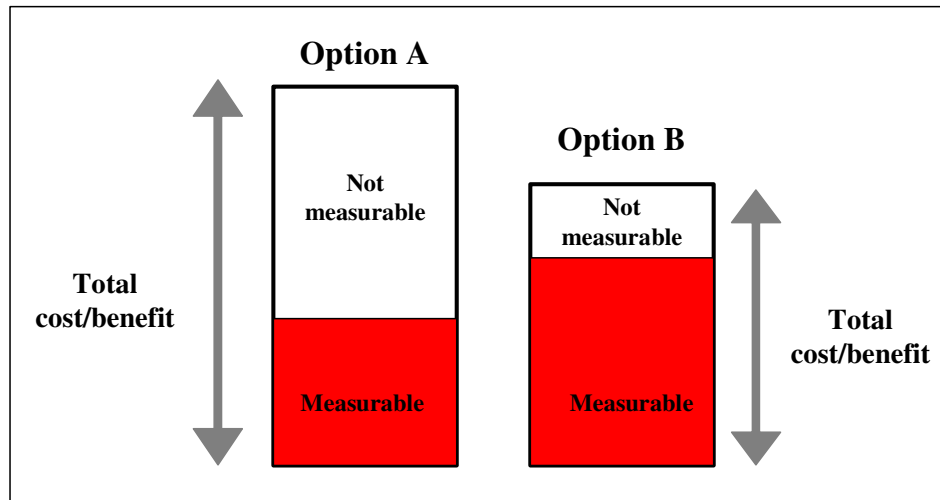 Option A
Option B
Not
measurable
Not
measurable
Total
cost/benefit
Total
cost/benefit
Measurable
Measurable